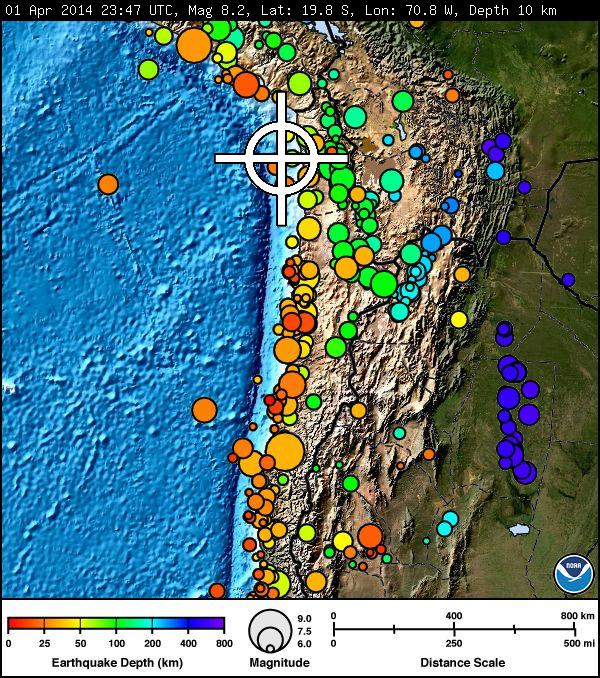 01 Apr 2014 23:47 UTC, Mag 8.2, Lat: 19.8 S, Lon: 70.8 W, Depth 10 km
NOAA
0 25 50 100 200 400 800
Earthquake Depth (km)
9.0
7.5
6.0
Magnitude
0 400 800 km
0 250 500 mi
Distance Scale